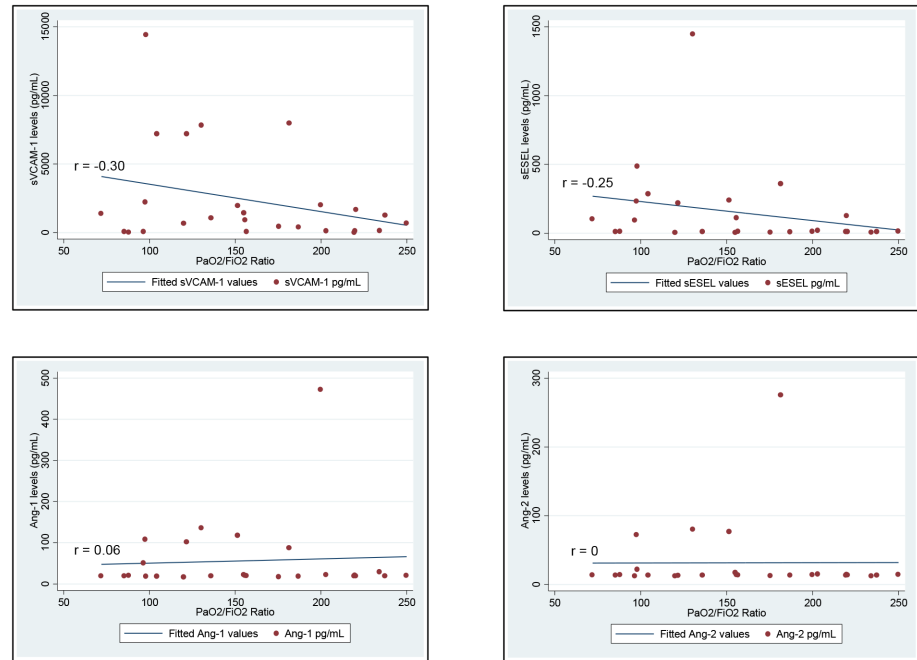 15000
10000
5000
0
sVCAM-1 levels (pg/mL)
r = -0.30
50 100 150 200 250
PaO2/FiO2 Ratio
Fitted sVCAM-1 values sVCAM-1 pg/mL
1500
1000
500
0
sESEL levels (pg/mL)
r = -0.25
50 100 150 200 250
PaO2/FiO2 Ratio
Fitted sESEL values sESEL pg/mL
500
400
300
200
100
0
Ang-1 levels (pg/mL)
r = 0.06
50 100 150 200 250
PaO2/FiO2 Ratio
Fitted Ang-1 values Ang-1 pg/mL
300
200
100
0
Ang-2 levels (pg/mL)
r = 0
50 100 150 200 250
PaO2/FiO2 Ratio
Fitted Ang-2 values Ang-2 pg/mL